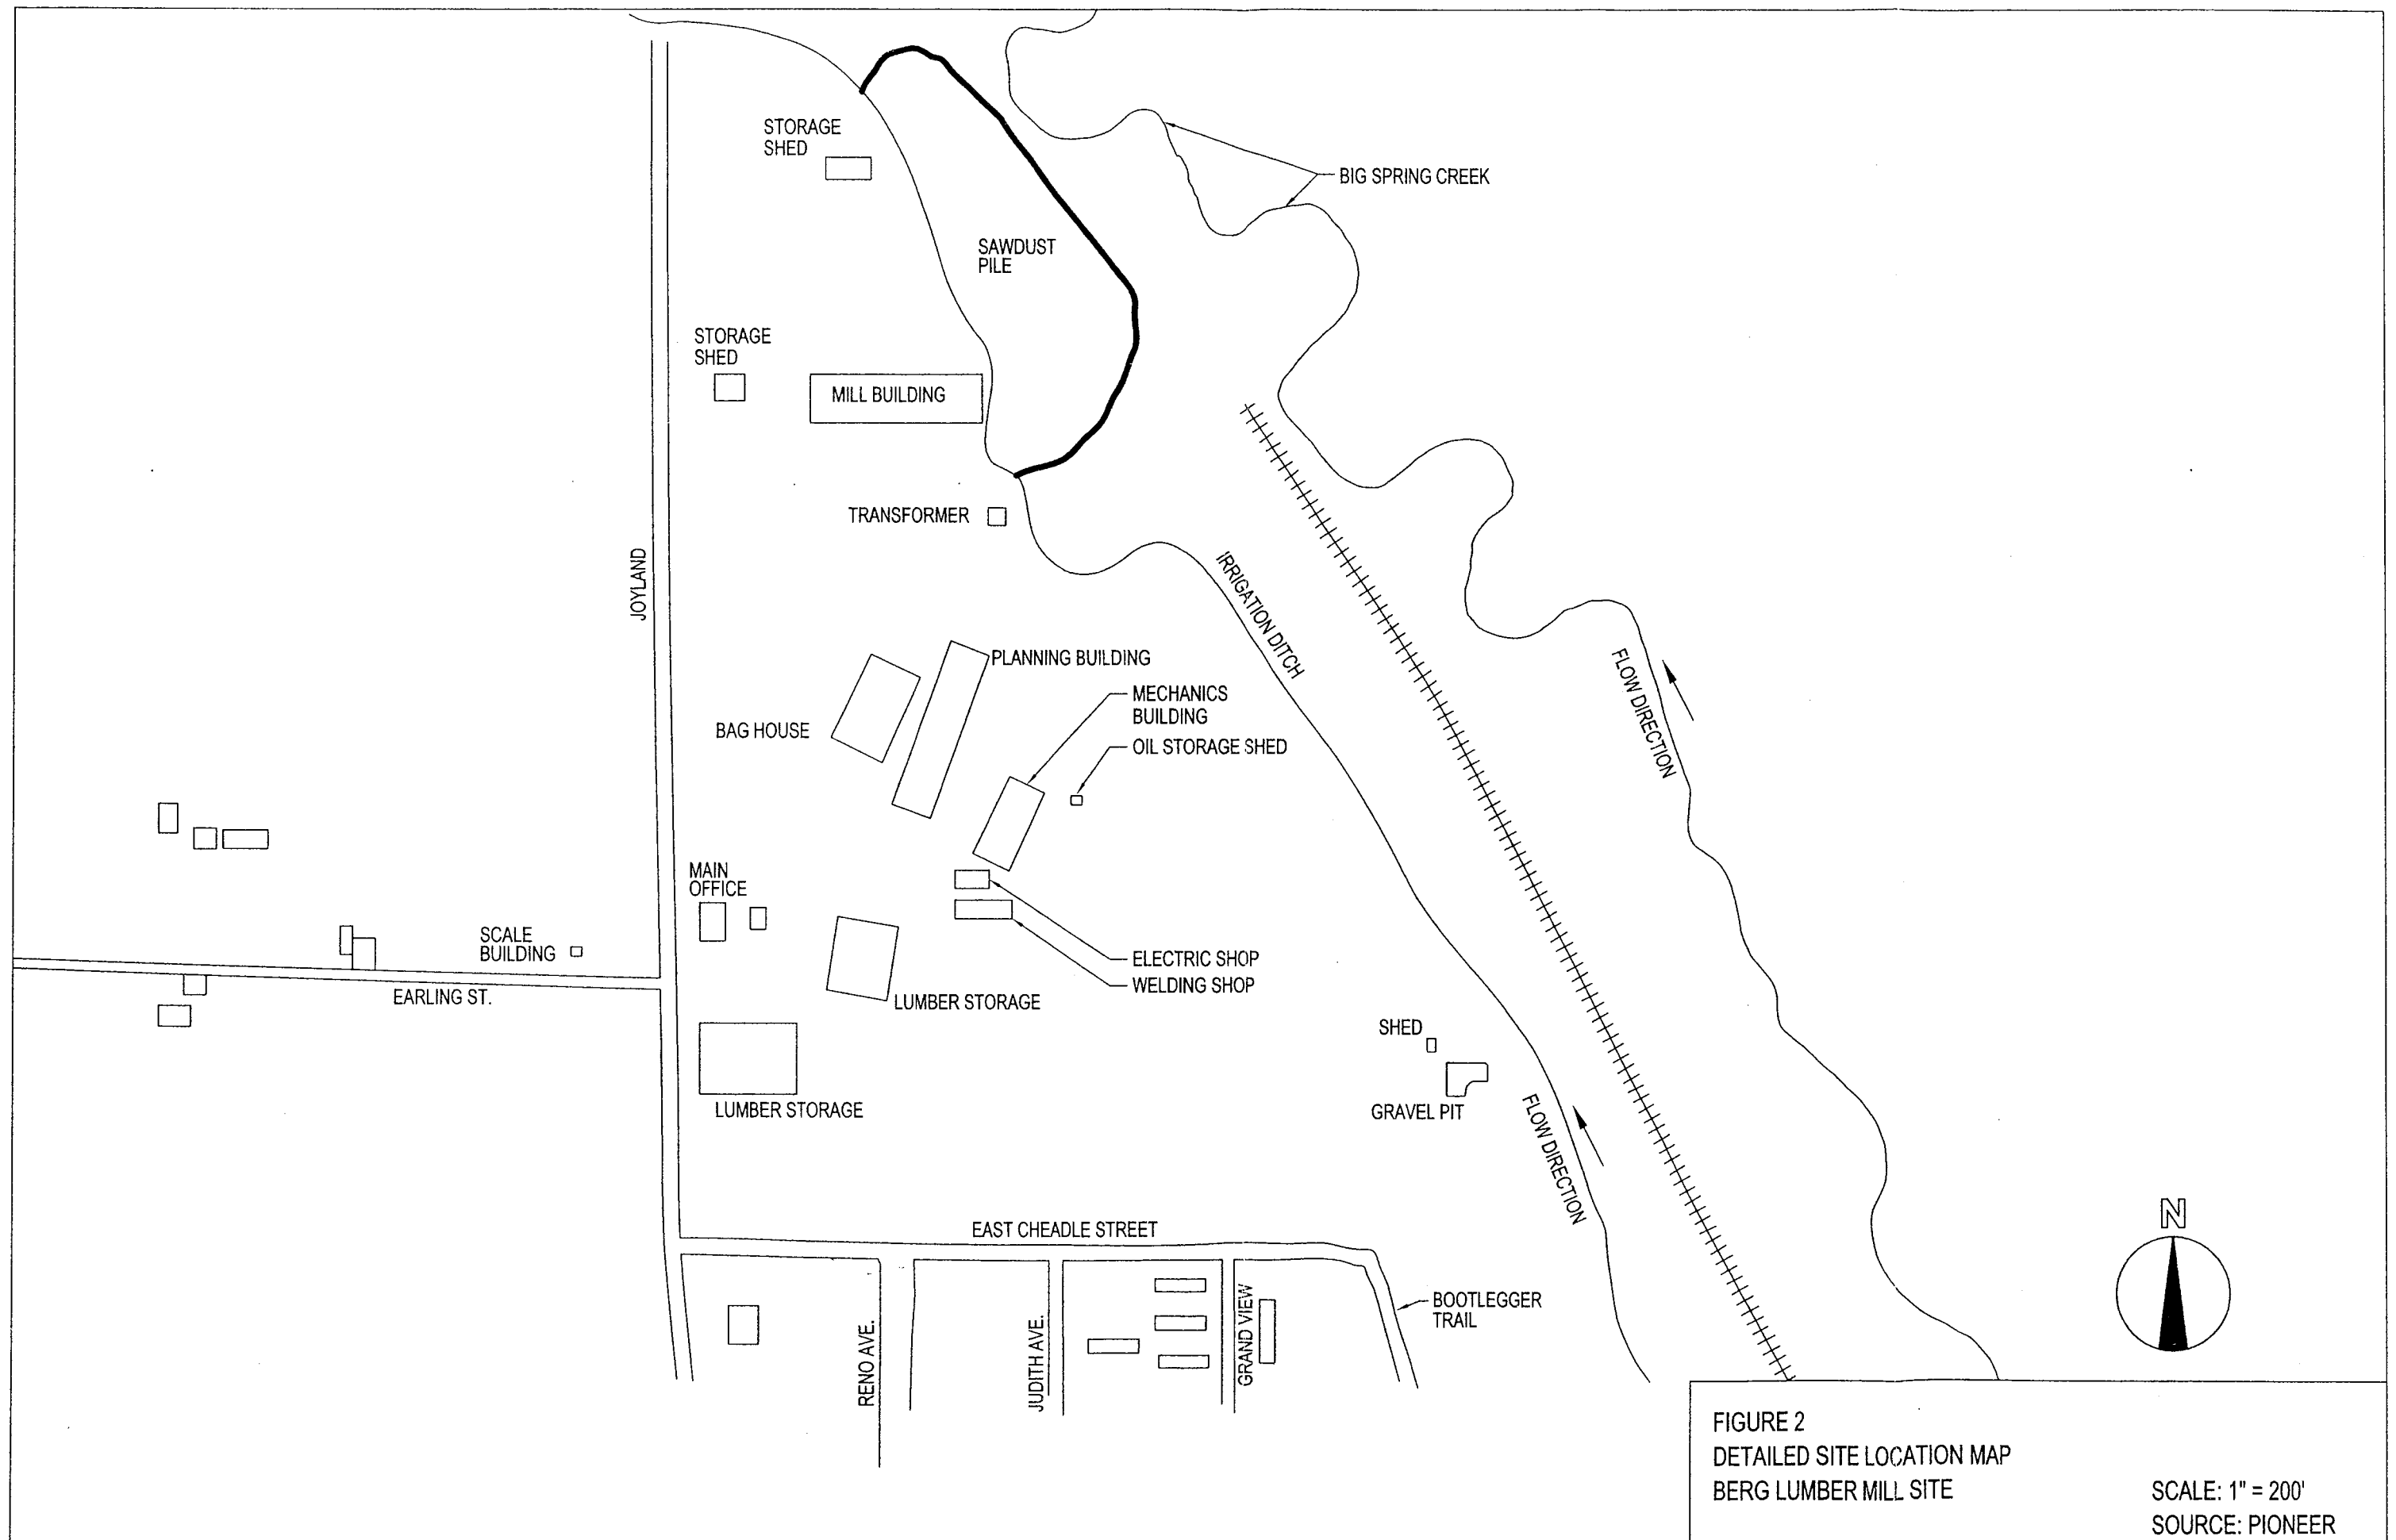 STORAGE
SHED
BIG SPRING CREEK
SAWDUST
PILE
STORAGE
SHED
MILL BUILDING
TRANSFORMER
JOYLAND
IRRIGATION DITCH
PLANNING BUILDING
FLOW DIRECTION
MECHANICS
BUILDING
BAG HOUSE
OIL STORAGE SHED
MAIN
OFFICE
SCALE
BUILDING
ELECTRIC SHOP
WELDING SHOP
EARLING ST.
LUMBER STORAGE
SHED
LUMBER STORAGE
GRAVEL PIT
FLOW DIRECTION
EAST CHEADLE STREET
N
BOOTLEGGER
TRAIL
RENO AVE.
JUDITH AVE.
GRAND VIEW
FIGURE 2
DETAILED SITE LOCATION MAP
BERG LUMBER MILL SITE
SCALE: 1" = 200'
SOURCE: PIONEER